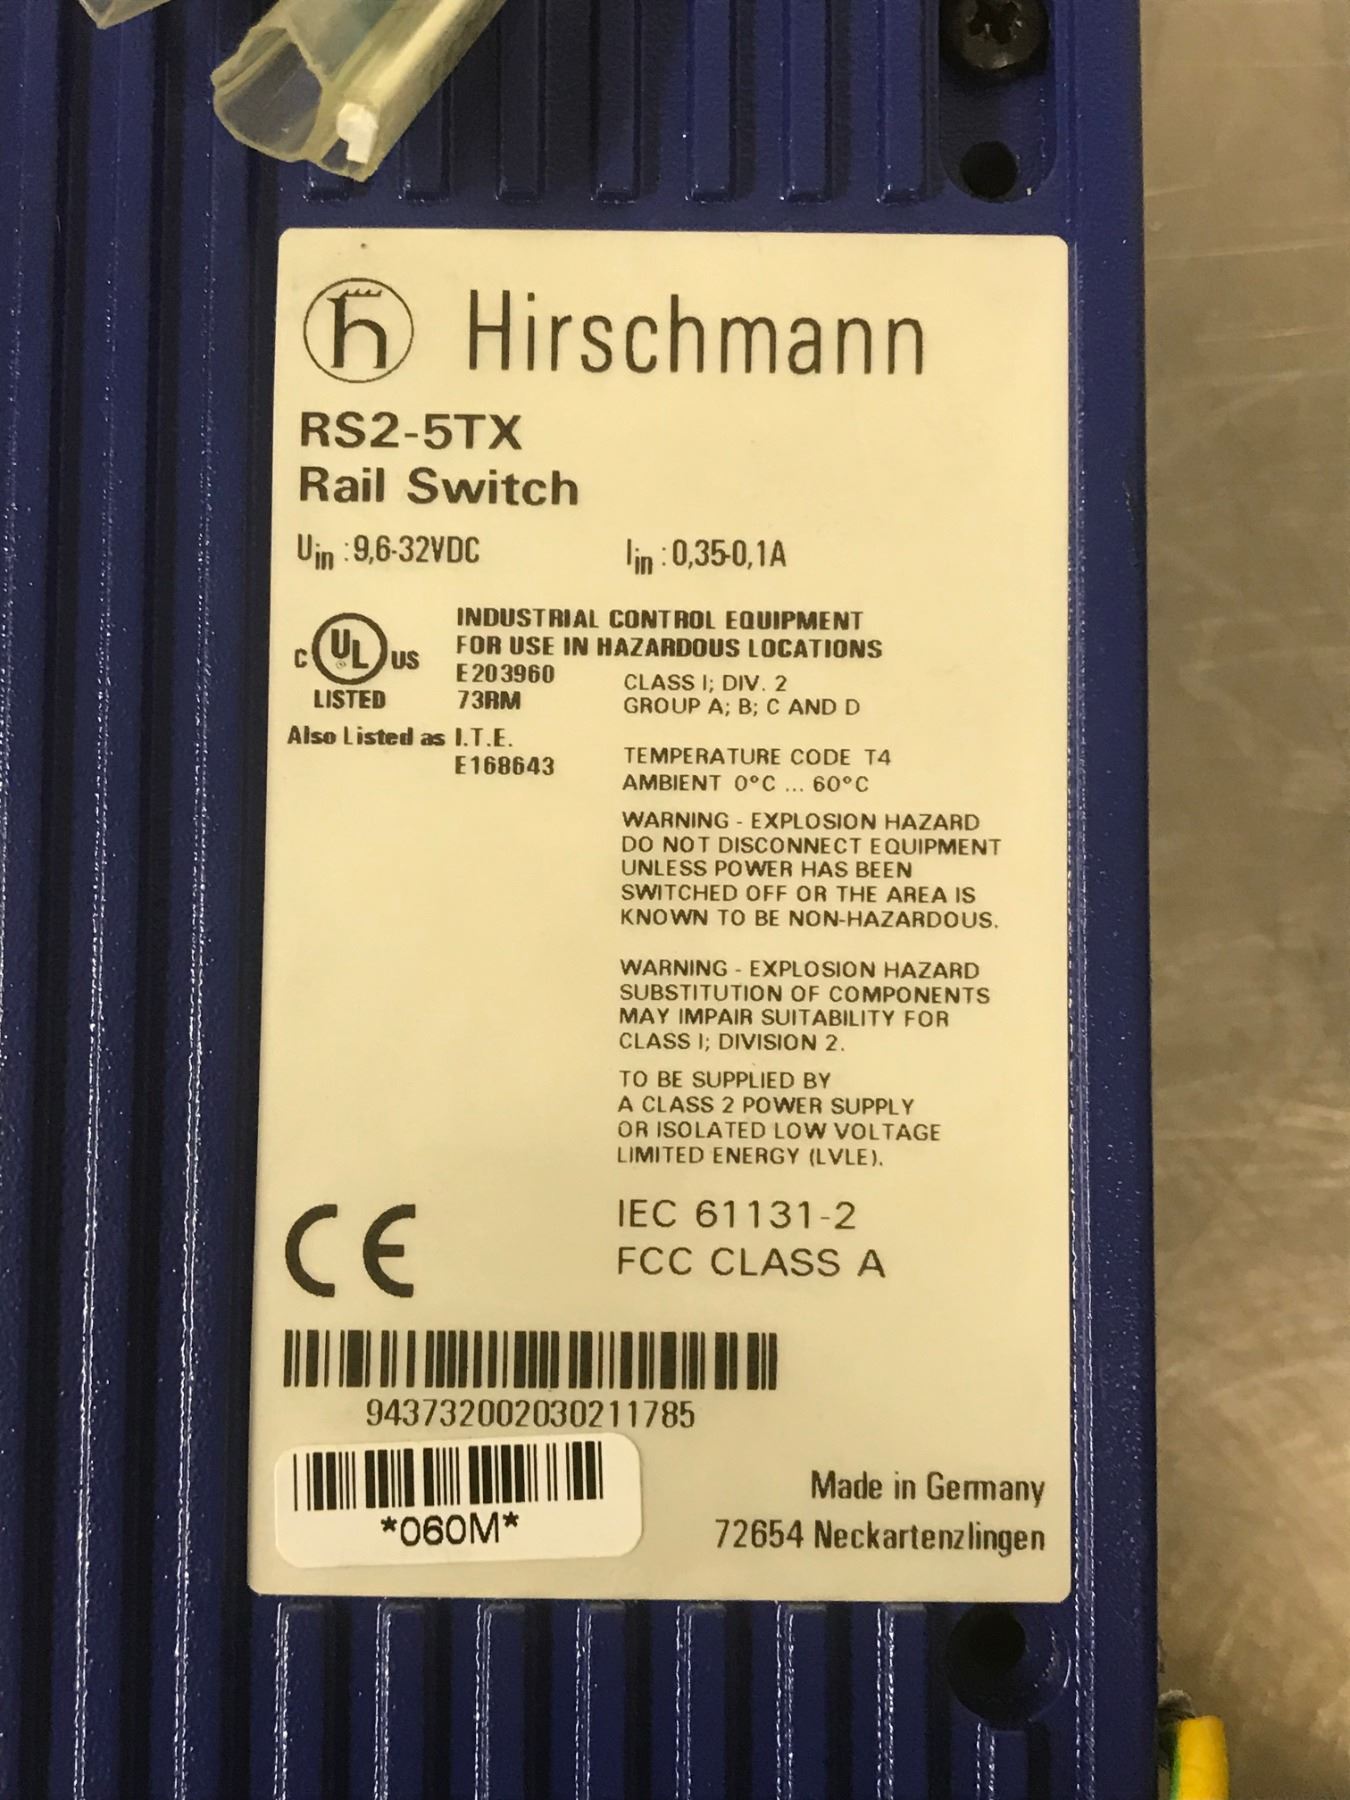 Hirschmann
RS2-5TX
Rail Switch
Uin : 9,6-32VDC Iin : 0,35-0,1A
C UL ® US
LISTED
INDUSTRIAL CONTROL EQUIPMENT
FOR USE IN HAZARDOUS LOCATIONS
E203960
73RM
Also Listed as I.T.E.
E168643
CLASS I; DIV. 2
GROUP A; B; C AND D
TEMPERATURE CODE T4
AMBIENT 0°C ... 60°C
WARNING - EXPLOSION HAZARD
DO NOT DISCONNECT EQUIPMENT
UNLESS POWER HAS BEEN
SWITCHED OFF OR THE AREA IS
KNOWN TO BE NON-HAZARDOUS.
WARNING - EXPLOSION HAZARD
SUBSTITUTION OF COMPONENTS
MAY IMPAIR SUITABILITY FOR
CLASS I; DIVISION 2.
TO BE SUPPLIED BY
A CLASS 2 POWER SUPPLY
OR ISOLATED LOW VOLTAGE
LIMITED ENERGY (LVLE).
CE
IEC 61131-2
FCC CLASS A
943732002030211785
*060M*
Made in Germany
72654 Neckartenzlingen